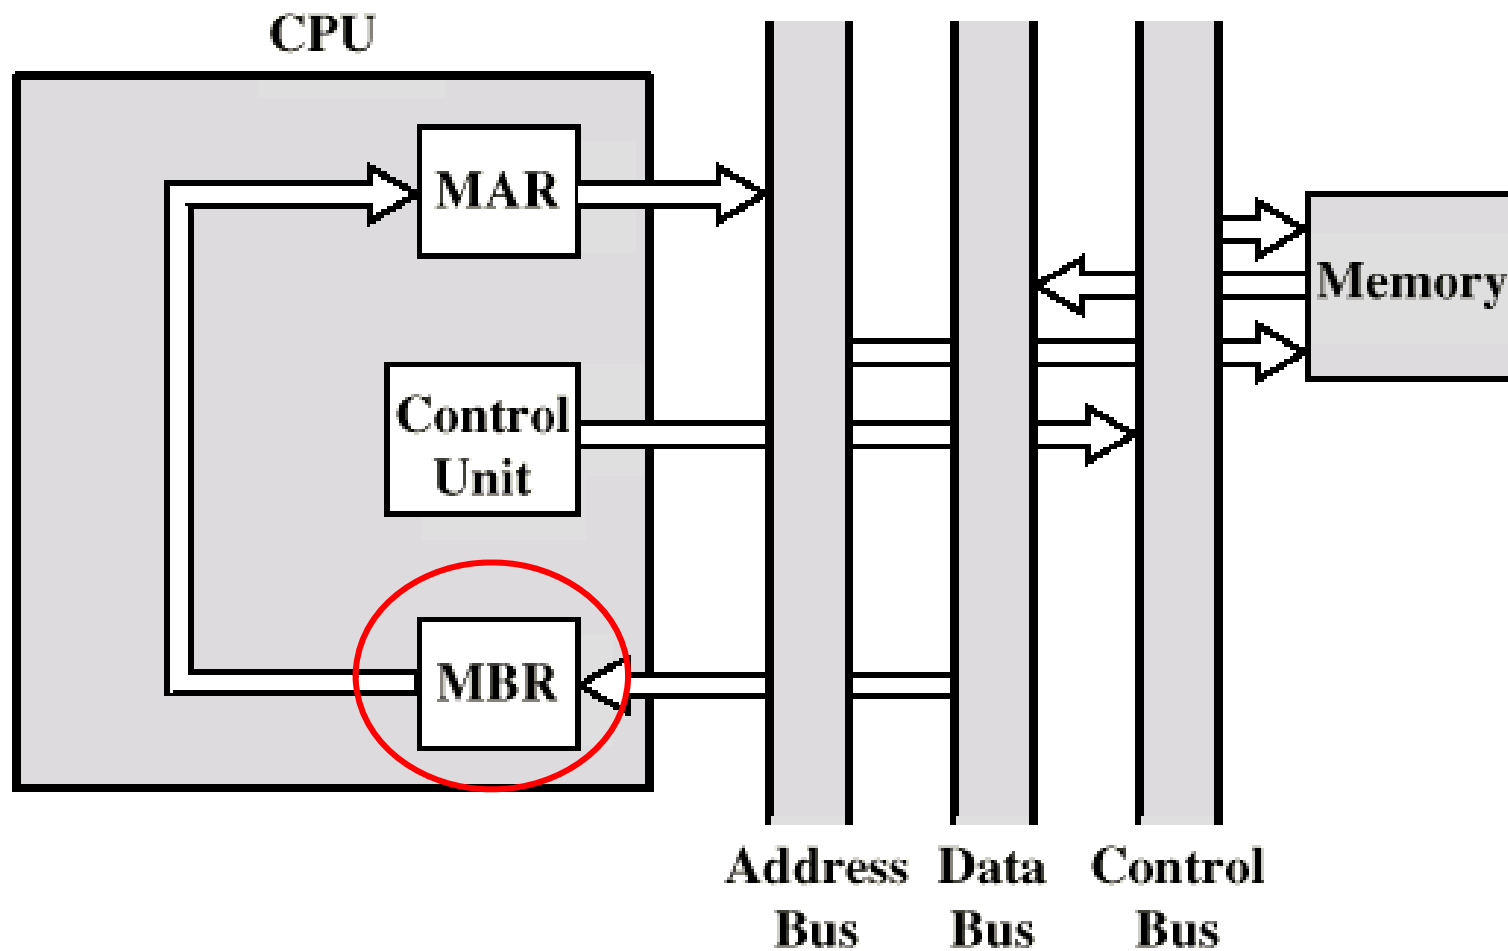 CPU
MAR
Memory
Control
Unit
MBR
Address
Bus
Data
Bus
Control
Bus